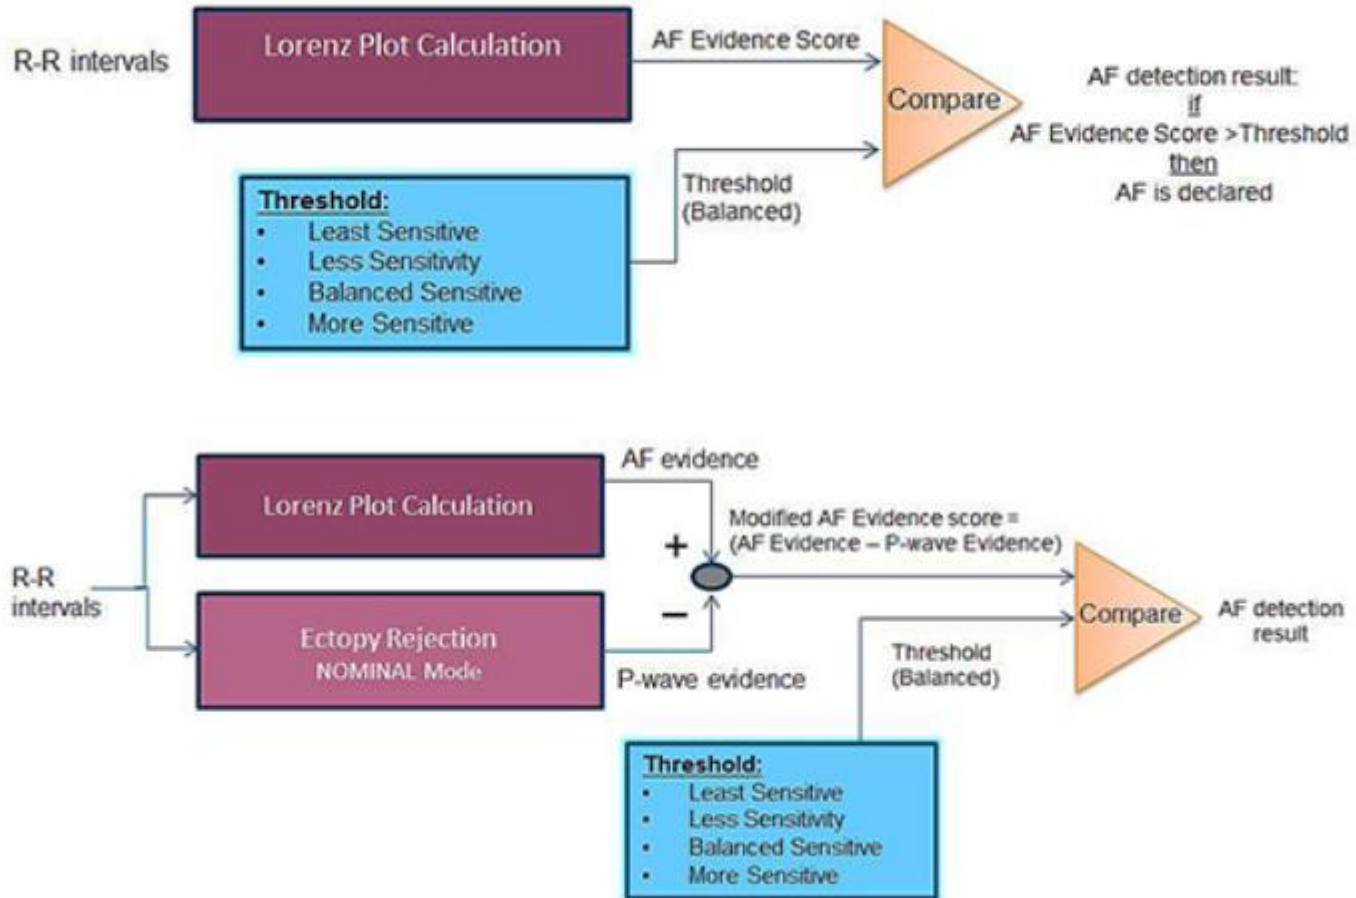 R-R intervals
Lorenz Plot Calculation
AF Evidence Score
Compare
AF detection result:
if
AF Evidence Score >Threshold
then
AF is declared
Threshold:
• Least Sensitive
• Less Sensitivity
• Balanced Sensitive
• More Sensitive
Threshold
(Balanced)
R-R
intervals
Lorenz Plot Calculation
AF evidence
Ectopy Rejection
NOMINAL Mode
P-wave evidence
+
–
Modified AF Evidence score =
(AF Evidence – P-wave Evidence)
Compare
AF detection
result
Threshold
(Balanced)
Threshold:
• Least Sensitive
• Less Sensitivity
• Balanced Sensitive
• More Sensitive